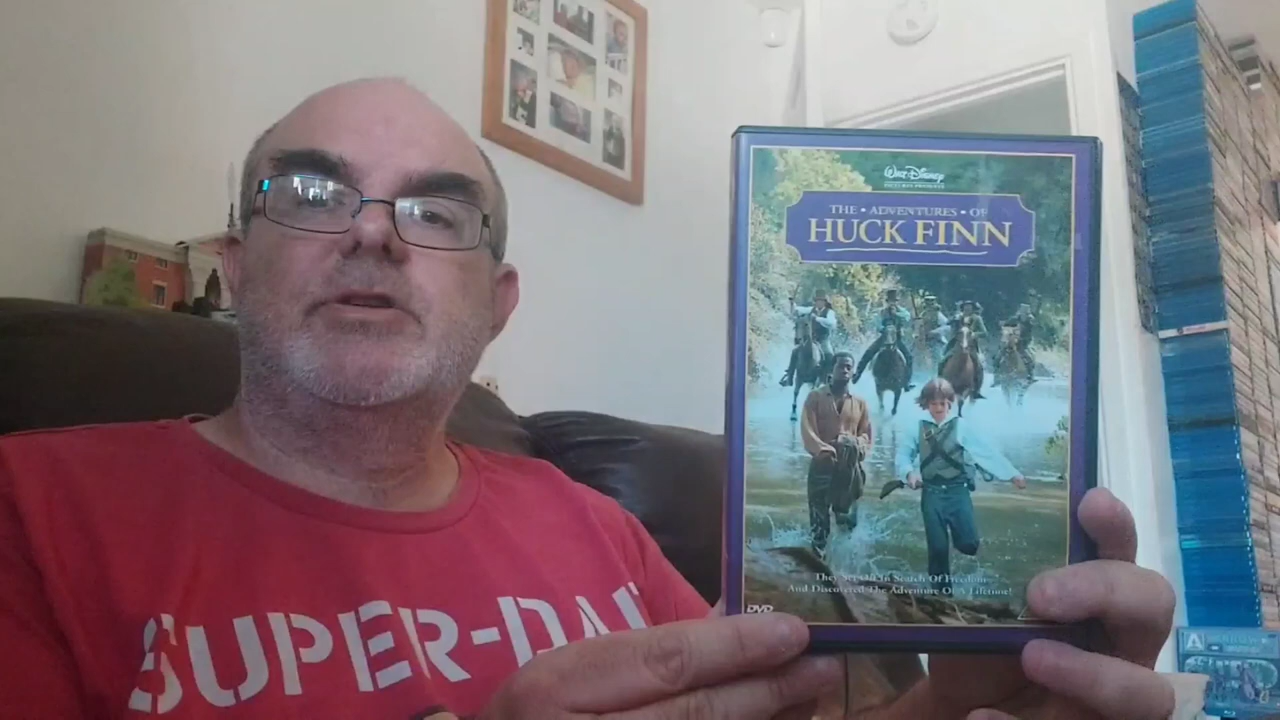 WALT DISNEY
PICTURES PRESENTS
THE • ADVENTURES • OF
HUCK FINN
They Set Off In Search Of Freedom
And Discovered The Adventure Of A Lifetime!
DVD
SUPER-DAD